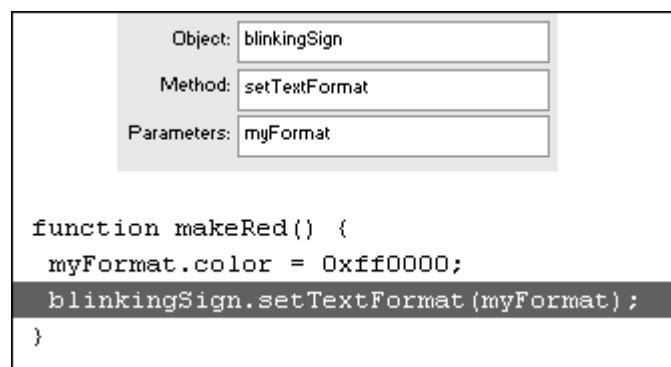 Object: blinkingSign
Method: setTextFormat
Parameters: myFormat
function makeRed() {
 myFormat.color = 0xff0000;
 blinkingSign.setTextFormat(myFormat);
}